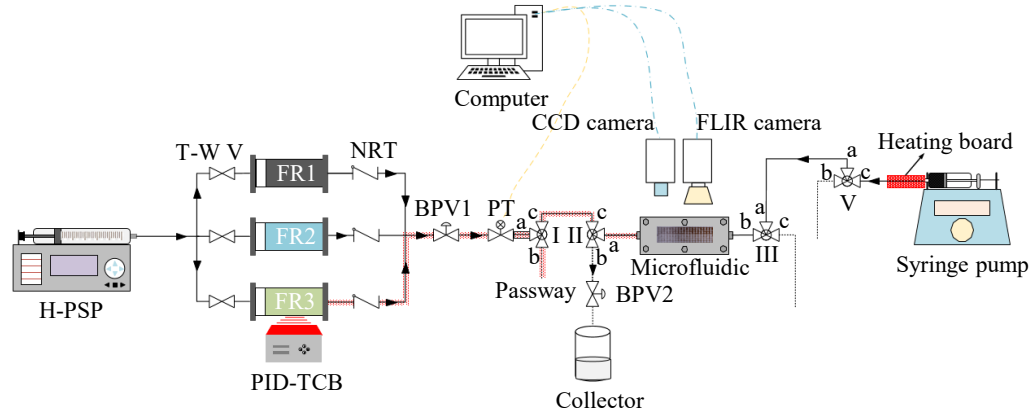 Computer
CCD camera
FLIR camera
Heating board
T-W V
NRT
FR1
a
b
c
V
BPV1
PT
c
c
a
a
FR2
I
II
b
c
b
a
III
b
Microfluidic
Syringe pump
H-PSP
FR3
Passway
BPV2
PID-TCB
Collector